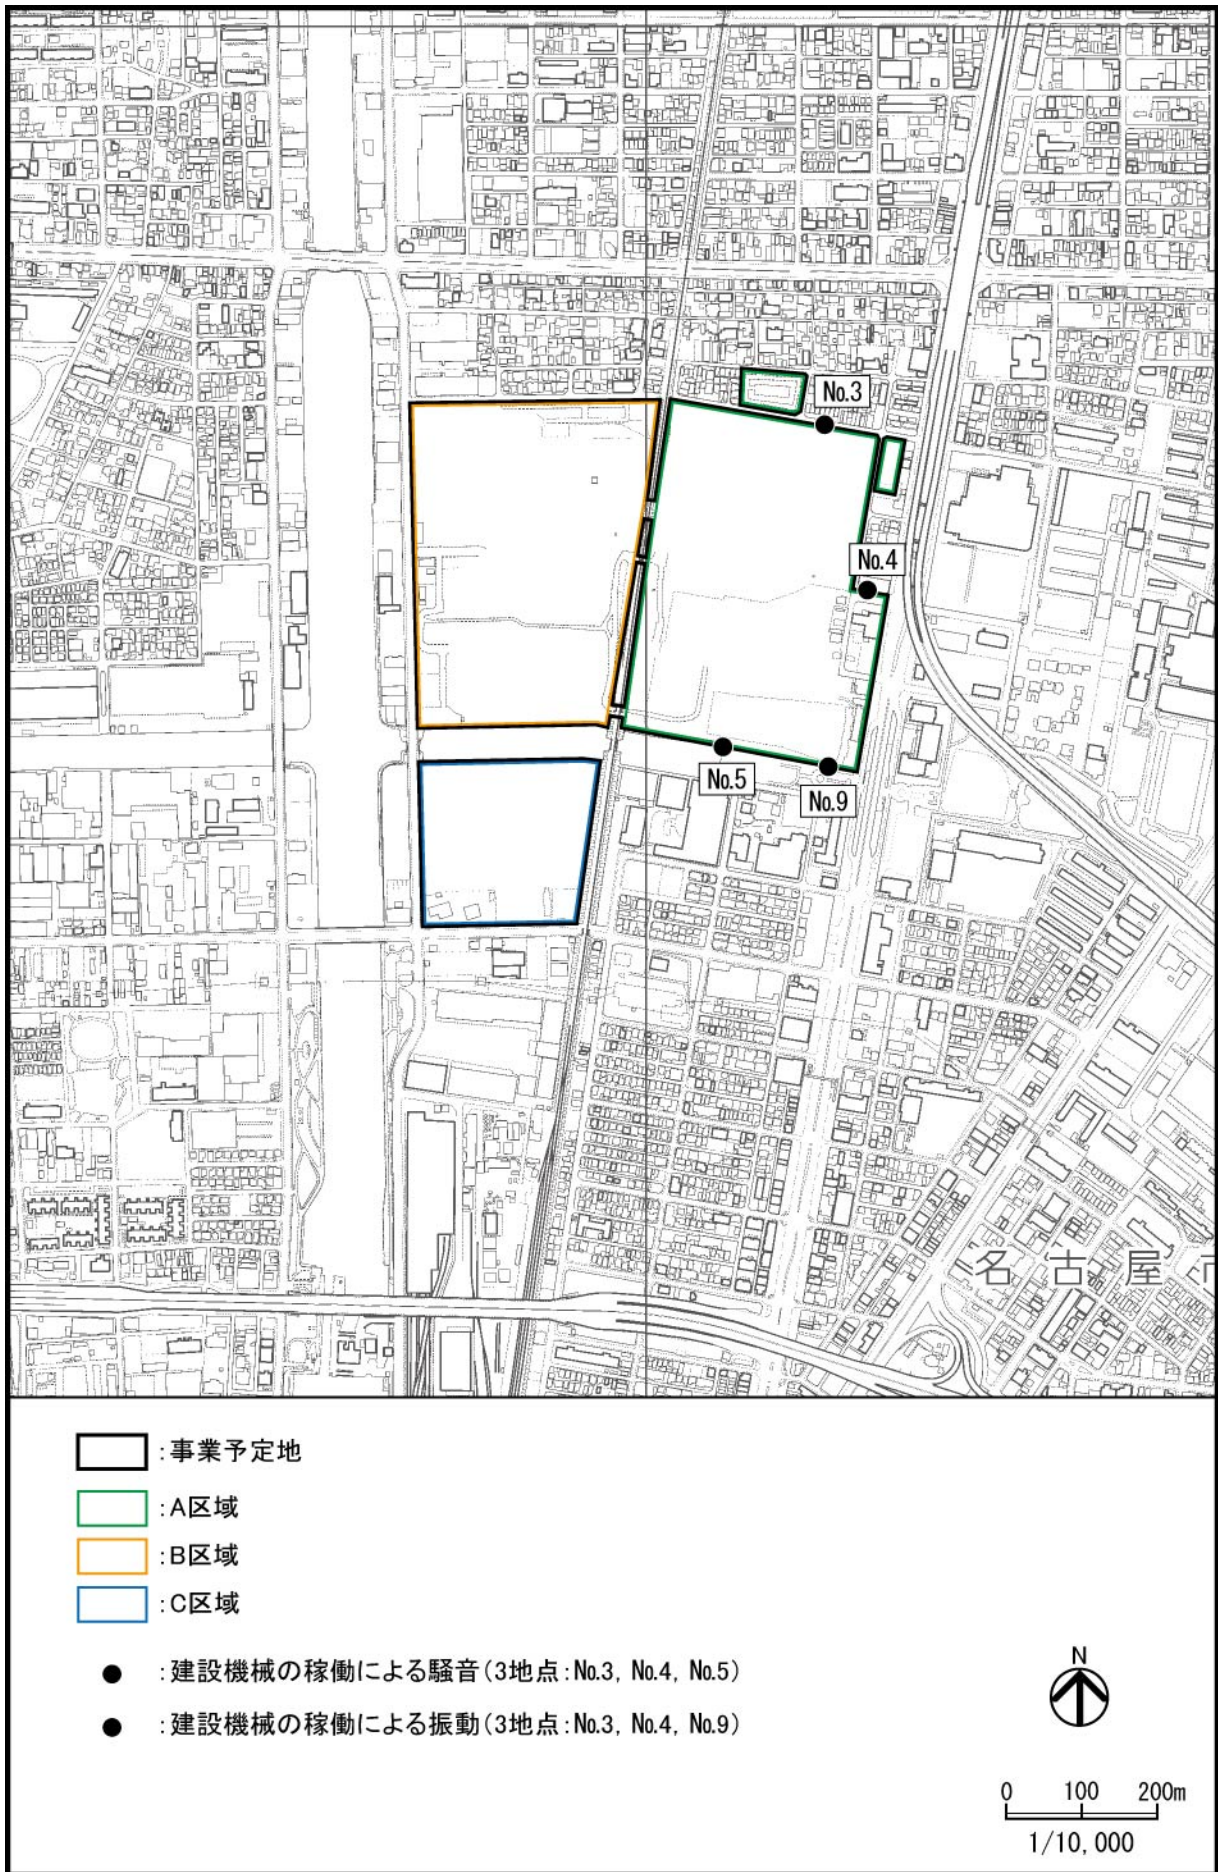 No.3
No.4
No.5
No.9
名古屋市
:事業予定地
:A区域
:B区域
:C区域
:建設機械の稼働による騒音(3地点:No.3, No.4, No.5)
:建設機械の稼働による振動(3地点:No.3, No.4, No.9)
N
0 100 200m
1/10,000